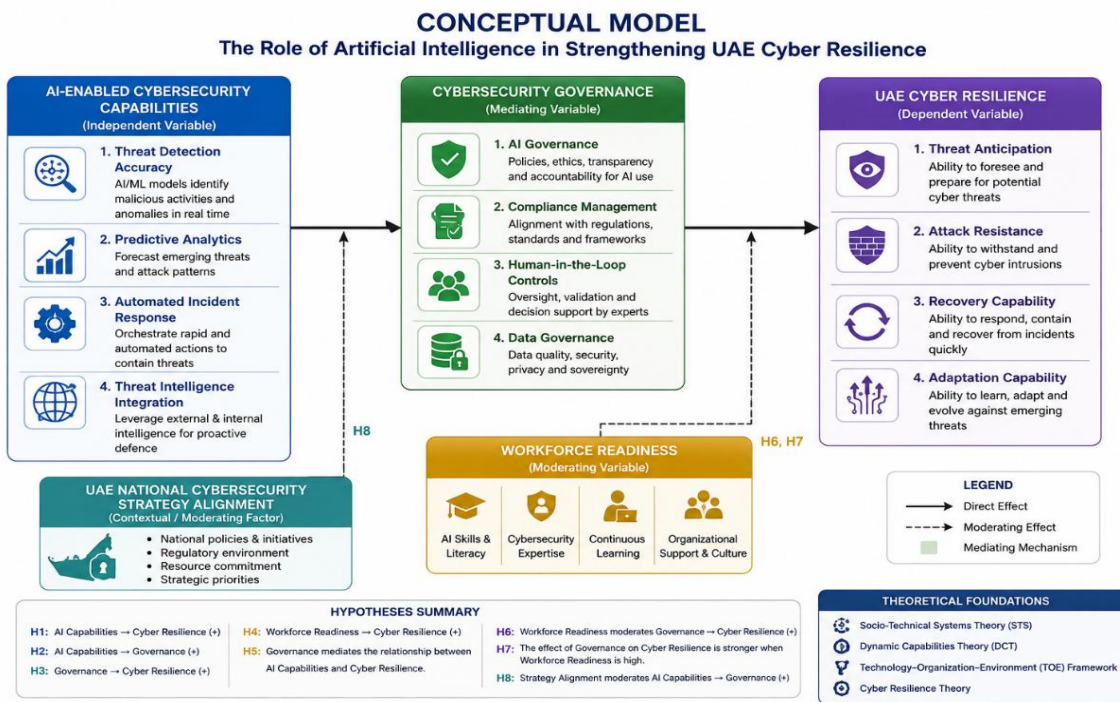 CONCEPTUAL MODEL
The Role of Artificial Intelligence in Strengthening UAE Cyber Resilience
AI-ENABLED CYBERSECURITY
CAPABILITIES
(Independent Variable)
1. Threat Detection
Accuracy
AI/ML models identify
malicious activities and
anomalies in real time
2. Predictive Analytics
Forecast emerging threats
and attack patterns
3. Automated Incident
Response
Orchestrate rapid and
automated actions to
contain threats
4. Threat Intelligence
Integration
Leverage external & internal
intelligence for proactive
defence
CYBERSECURITY GOVERNANCE
(Mediating Variable)
1. AI Governance
Policies, ethics, transparency
and accountability for AI use
2. Compliance Management
Alignment with regulations,
standards and frameworks
3. Human-in-the-Loop
Controls
Oversight, validation and
decision support by experts
4. Data Governance
Data quality, security,
privacy and sovereignty
UAE CYBER RESILIENCE
(Dependent Variable)
1. Threat Anticipation
Ability to foresee and
prepare for potential
cyber threats
2. Attack Resistance
Ability to withstand and
prevent cyber intrusions
3. Recovery Capability
Ability to respond, contain
and recover from incidents
quickly
4. Adaptation Capability
Ability to learn, adapt and
evolve against emerging
threats
H8
H6, H7
UAE NATIONAL CYBERSECURITY
STRATEGY ALIGNMENT
(Contextual / Moderating Factor)
• National policies & initiatives
• Regulatory environment
• Resource commitment
• Strategic priorities
WORKFORCE READINESS
(Moderating Variable)
AI Skills &
Literacy
Cybersecurity
Expertise
Continuous
Learning
Organizational
Support & Culture
LEGEND
Direct Effect
Moderating Effect
Mediating Mechanism
HYPOTHESES SUMMARY
H1: AI Capabilities → Cyber Resilience (+)
H2: AI Capabilities → Governance (+)
H3: Governance → Cyber Resilience (+)
H4: Workforce Readiness → Cyber Resilience (+)
H5: Governance mediates the relationship between
AI Capabilities and Cyber Resilience.
H6: Workforce Readiness moderates Governance → Cyber Resilience (+)
H7: The effect of Governance on Cyber Resilience is stronger when
Workforce Readiness is high.
H8: Strategy Alignment moderates AI Capabilities → Governance (+)
THEORETICAL FOUNDATIONS
Socio-Technical Systems Theory (STS)
Dynamic Capabilities Theory (DCT)
Technology–Organization–Environment (TOE) Framework
Cyber Resilience Theory